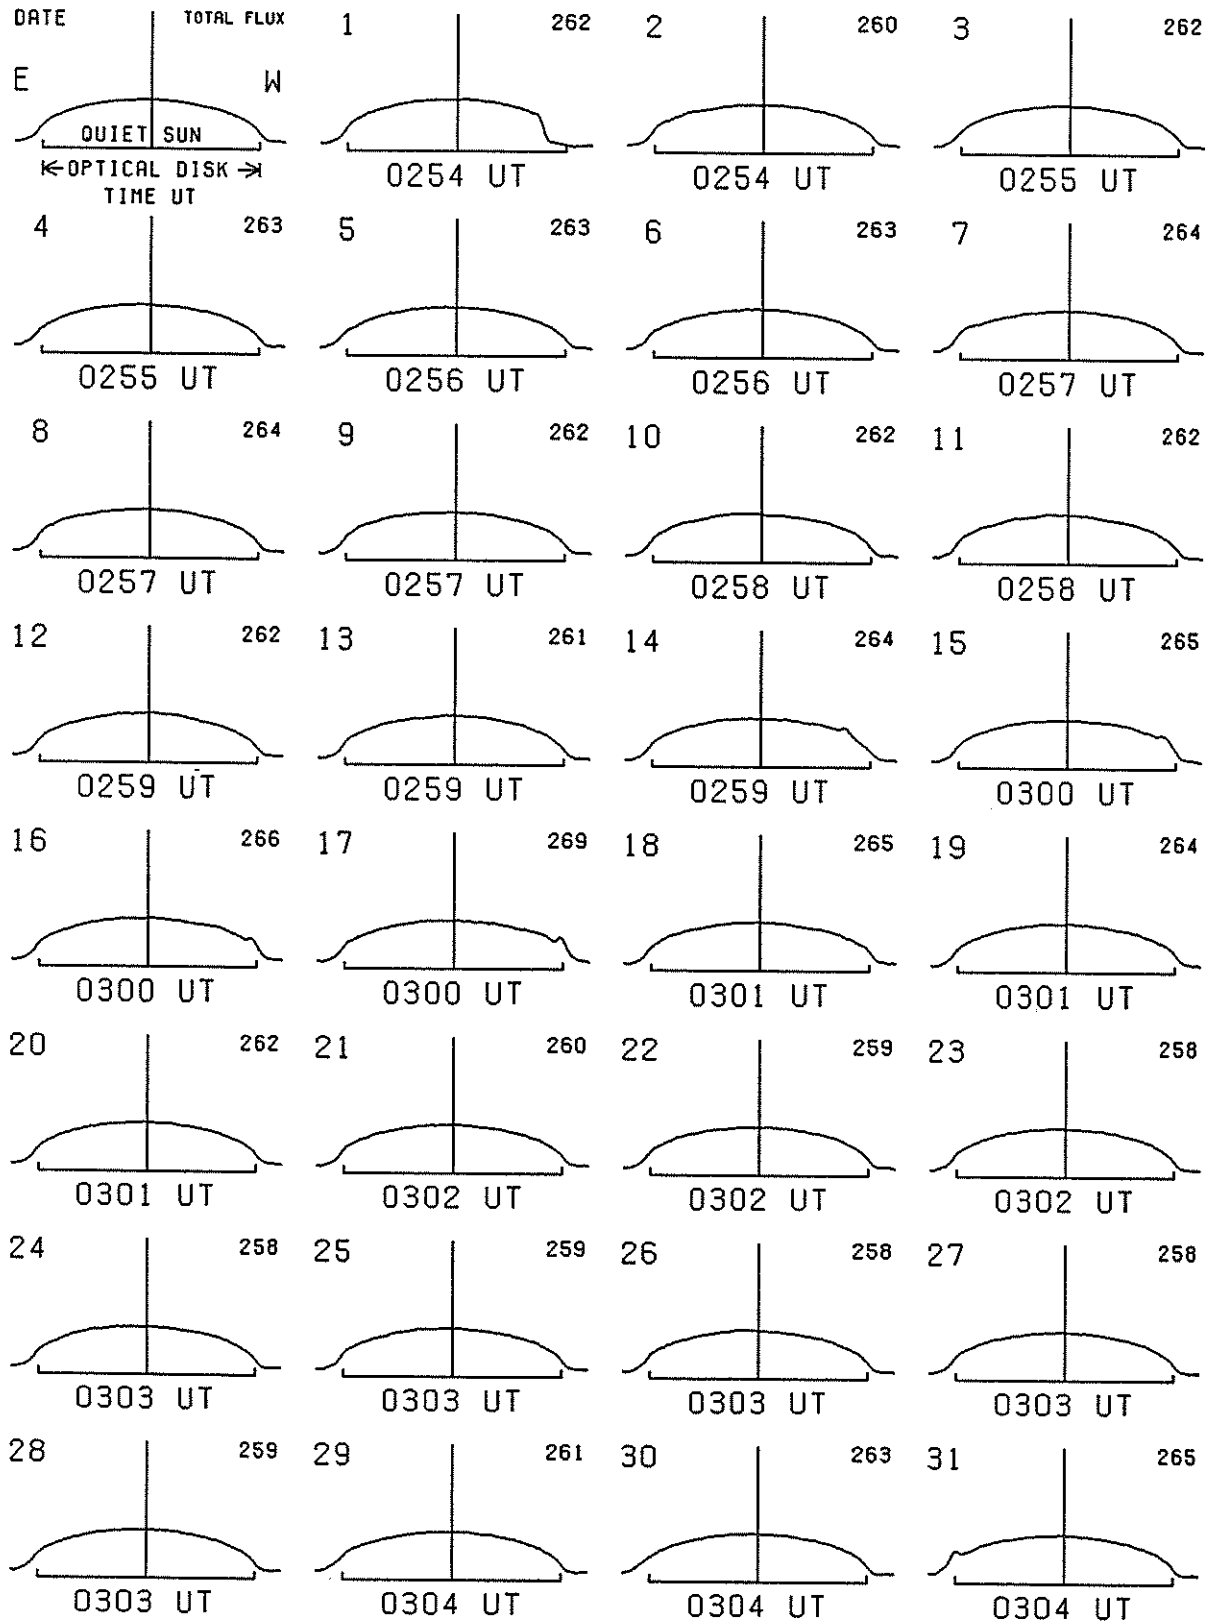 DATE TOTAL FLUX
E W
QUIET SUN
OPTICAL DISK
TIME UT
1 262
0254 UT
2 260
0254 UT
3 262
0255 UT
4 263
0255 UT
5 263
0256 UT
6 263
0256 UT
7 264
0257 UT
8 264
0257 UT
9 262
0257 UT
10 262
0258 UT
11 262
0258 UT
12 262
0259 UT
13 261
0259 UT
14 264
0259 UT
15 265
0300 UT
16 266
0300 UT
17 269
0300 UT
18 265
0301 UT
19 264
0301 UT
20 262
0301 UT
21 260
0302 UT
22 259
0302 UT
23 258
0302 UT
24 258
0303 UT
25 259
0303 UT
26 258
0303 UT
27 258
0303 UT
28 259
0303 UT
29 261
0304 UT
30 263
0304 UT
31 265
0304 UT